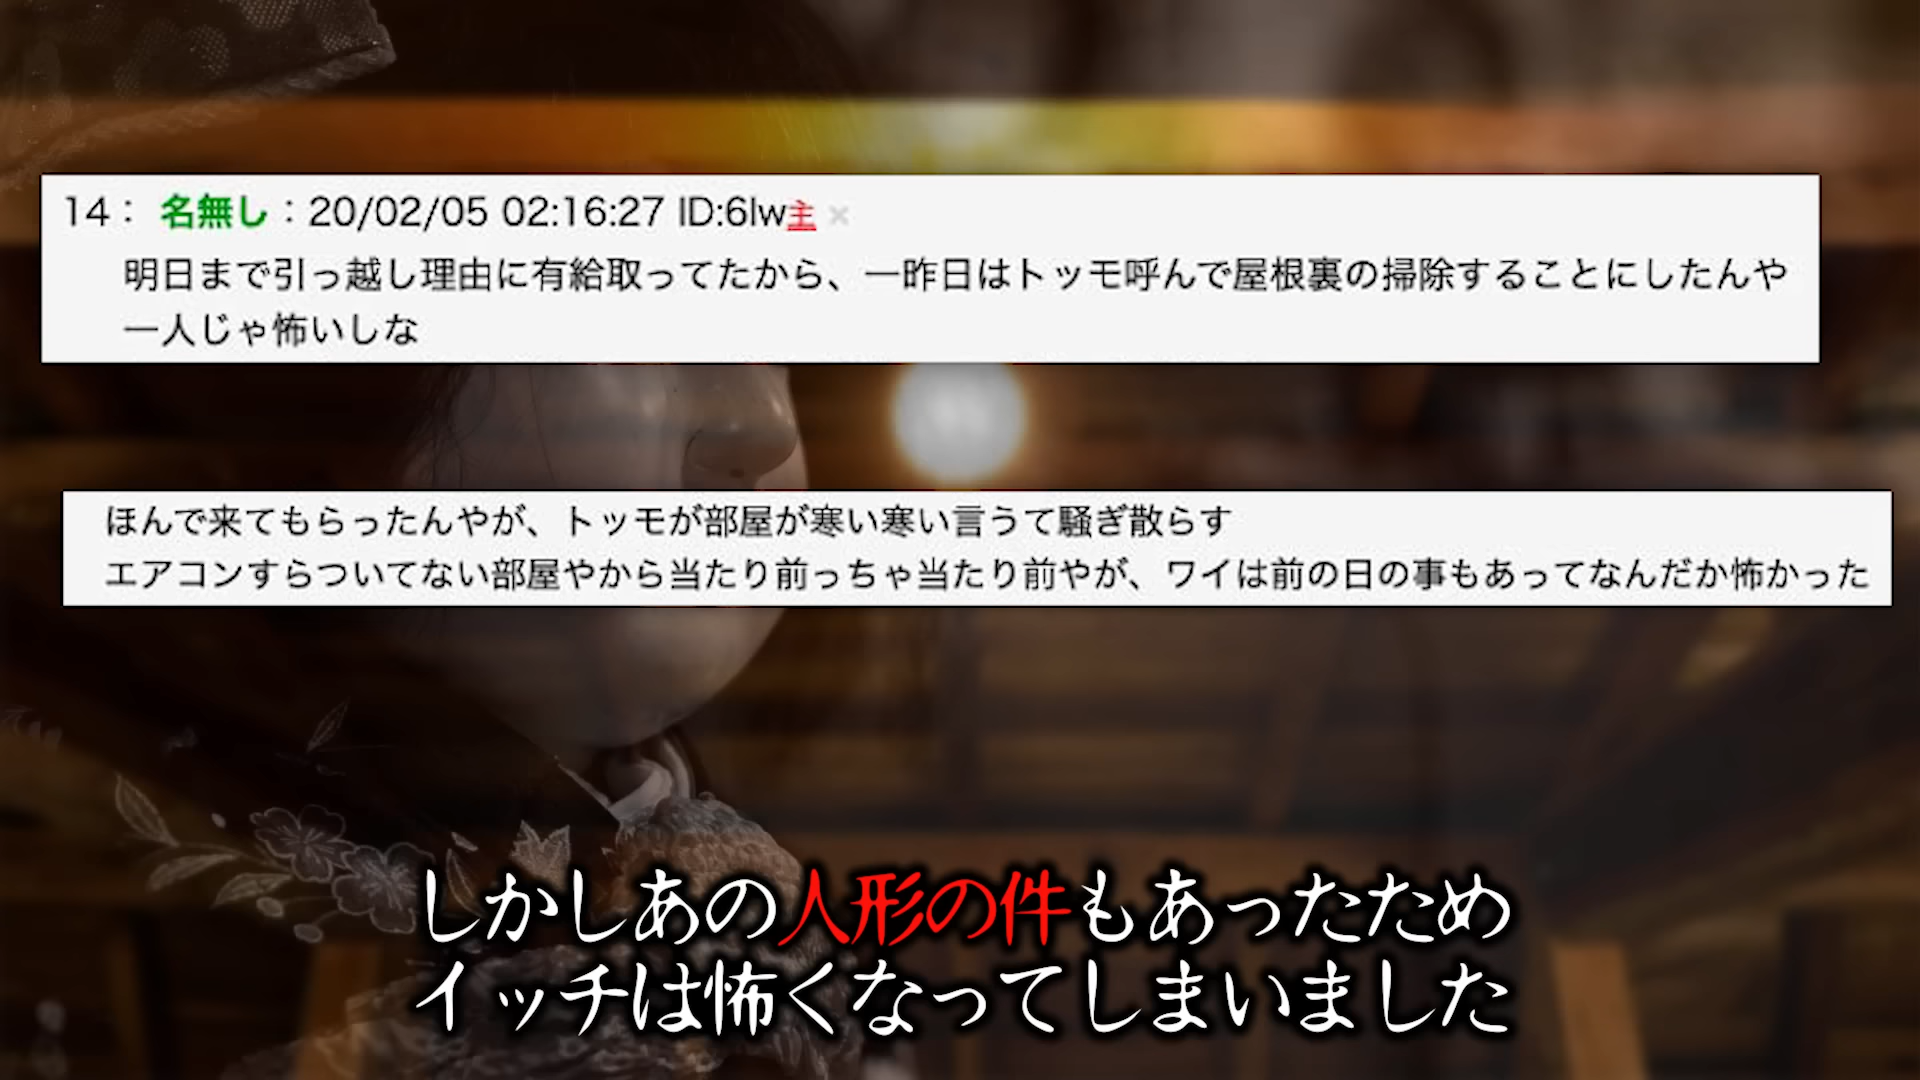 14： 名無し：20/02/05 02:16:27 ID:6lw主 ×
明日まで引っ越し理由に有給取ってたから、一昨日はトッモ呼んで屋根裏の掃除することにしたんや
一人じゃ怖いしな
ほんで来てもらったんやが、トッモが部屋が寒い寒い言うて騒ぎ散らす
エアコンすらついてない部屋やから当たり前っちゃ当たり前やが、ワイは前の日の事もあってなんだか怖かった
しかしあの人形の件もあったため
イッチは怖くなってしまいました